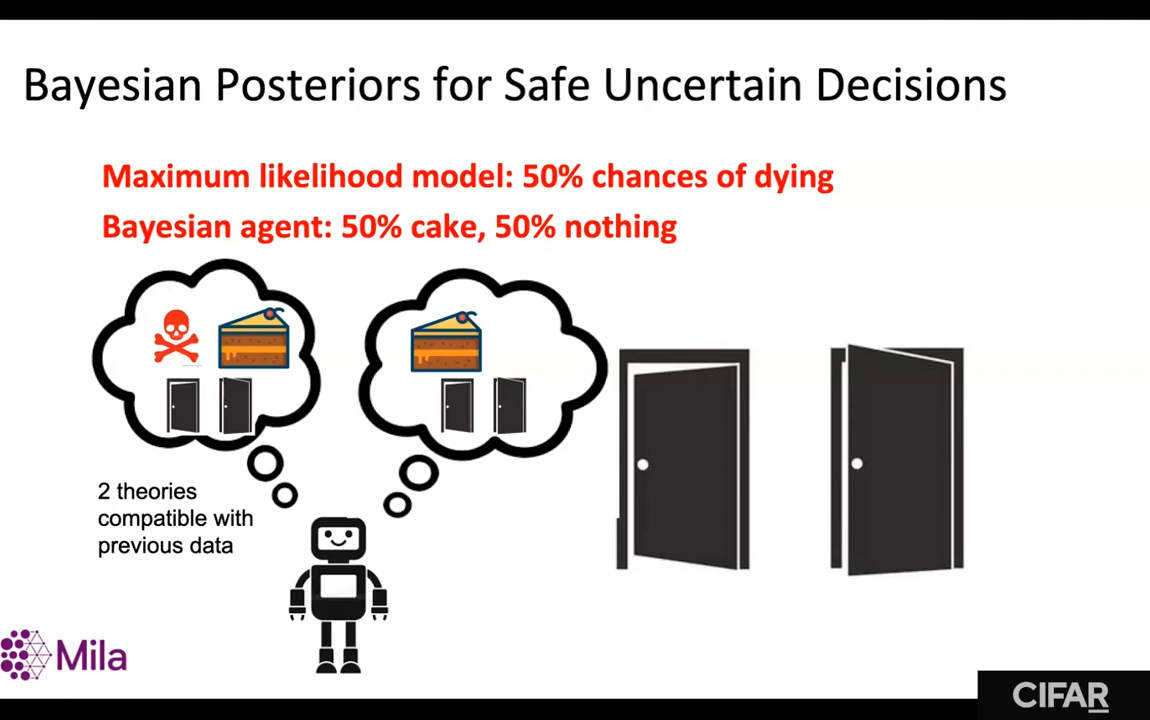 Bayesian Posteriors for Safe Uncertain Decisions
Maximum likelihood model: 50% chances of dying
Bayesian agent: 50% cake, 50% nothing
2 theories
compatible with
previous data
Mila
CIFAR